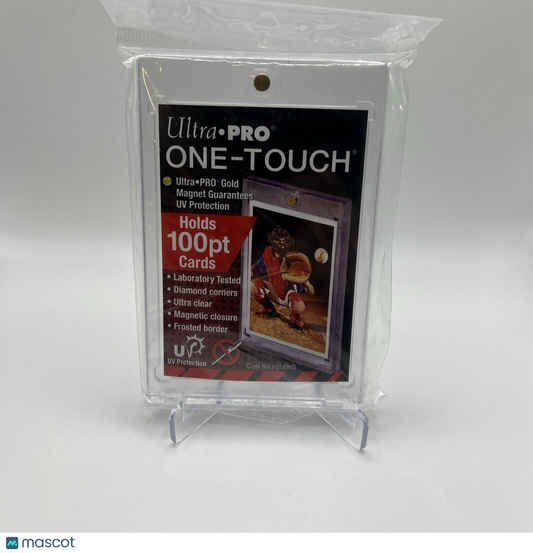 Ultra•PRO®
ONE-TOUCH®
Ultra•PRO® Gold
Magnet Guarantees
UV Protection
Holds
100pt
Cards
• Laboratory Tested
• Diamond corners
• Ultra clear
• Magnetic closure
• Frosted border
UV
UV Protection
(Card not included)
mascot